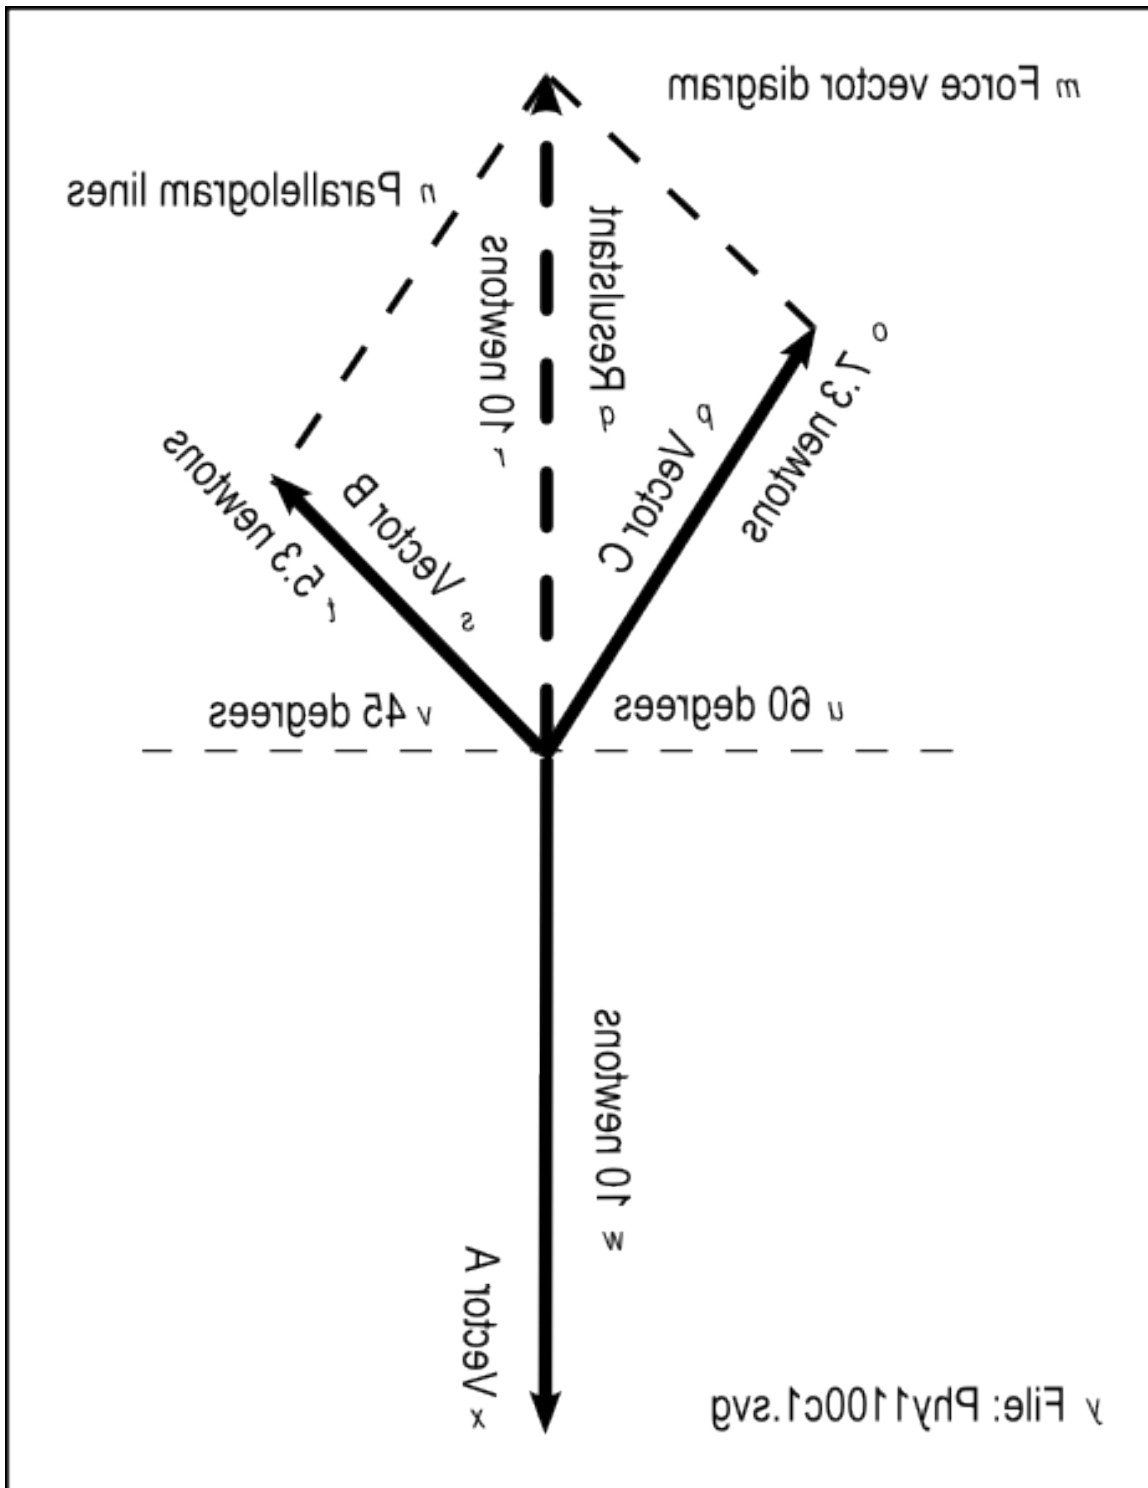 m Force vector diagram
n Parallelogram lines
o 7.3 newtons
p Vector C
q Resulstant
r 10 newtons
s Vector B
t 5.3 newtons
u 60 degrees
v 45 degrees
w 10 newtons
x Vector A
y File: Phy1100c1.svg